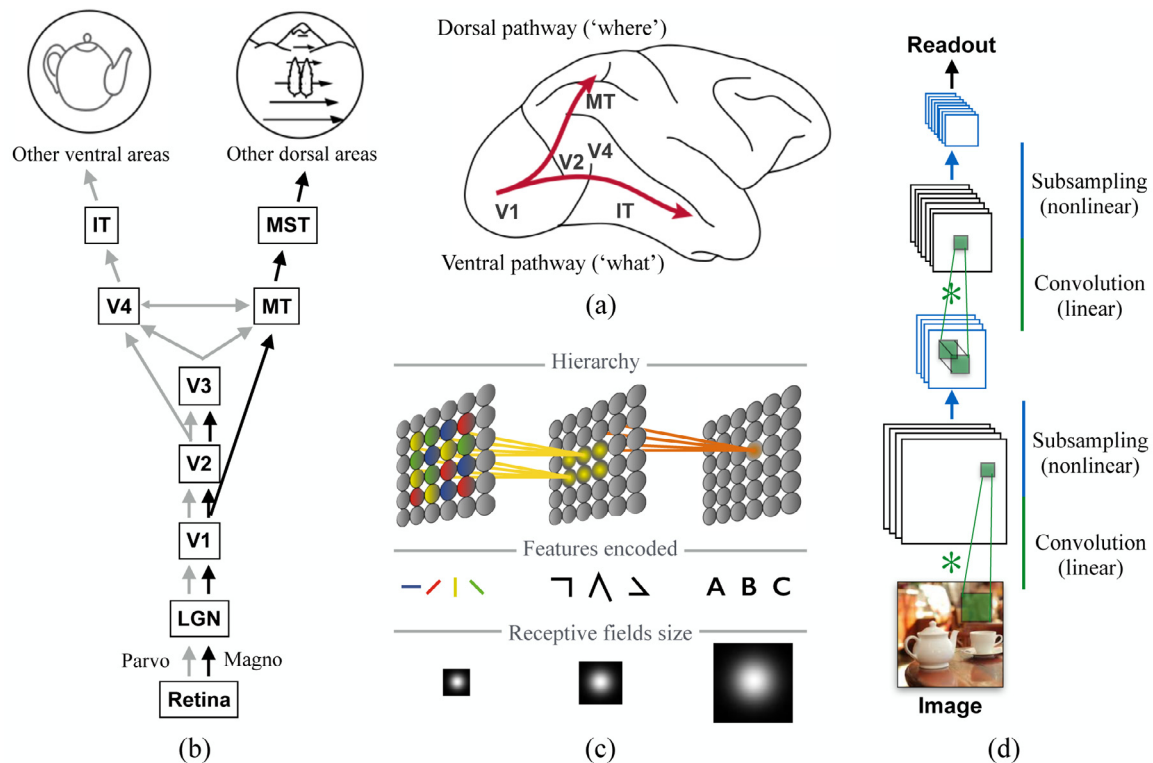 Other ventral areas
Other dorsal areas
IT
MST
V4
MT
V3
V2
V1
LGN
Parvo
Magno
Retina
(b)
Dorsal pathway (‘where’)
MT
V2
V4
V1
IT
Ventral pathway (‘what’)
(a)
Hierarchy
Features encoded
A B C
Receptive fields size
(c)
Readout
Subsampling
(nonlinear)
Convolution
(linear)
*
Subsampling
(nonlinear)
Convolution
(linear)
*
Image
(d)